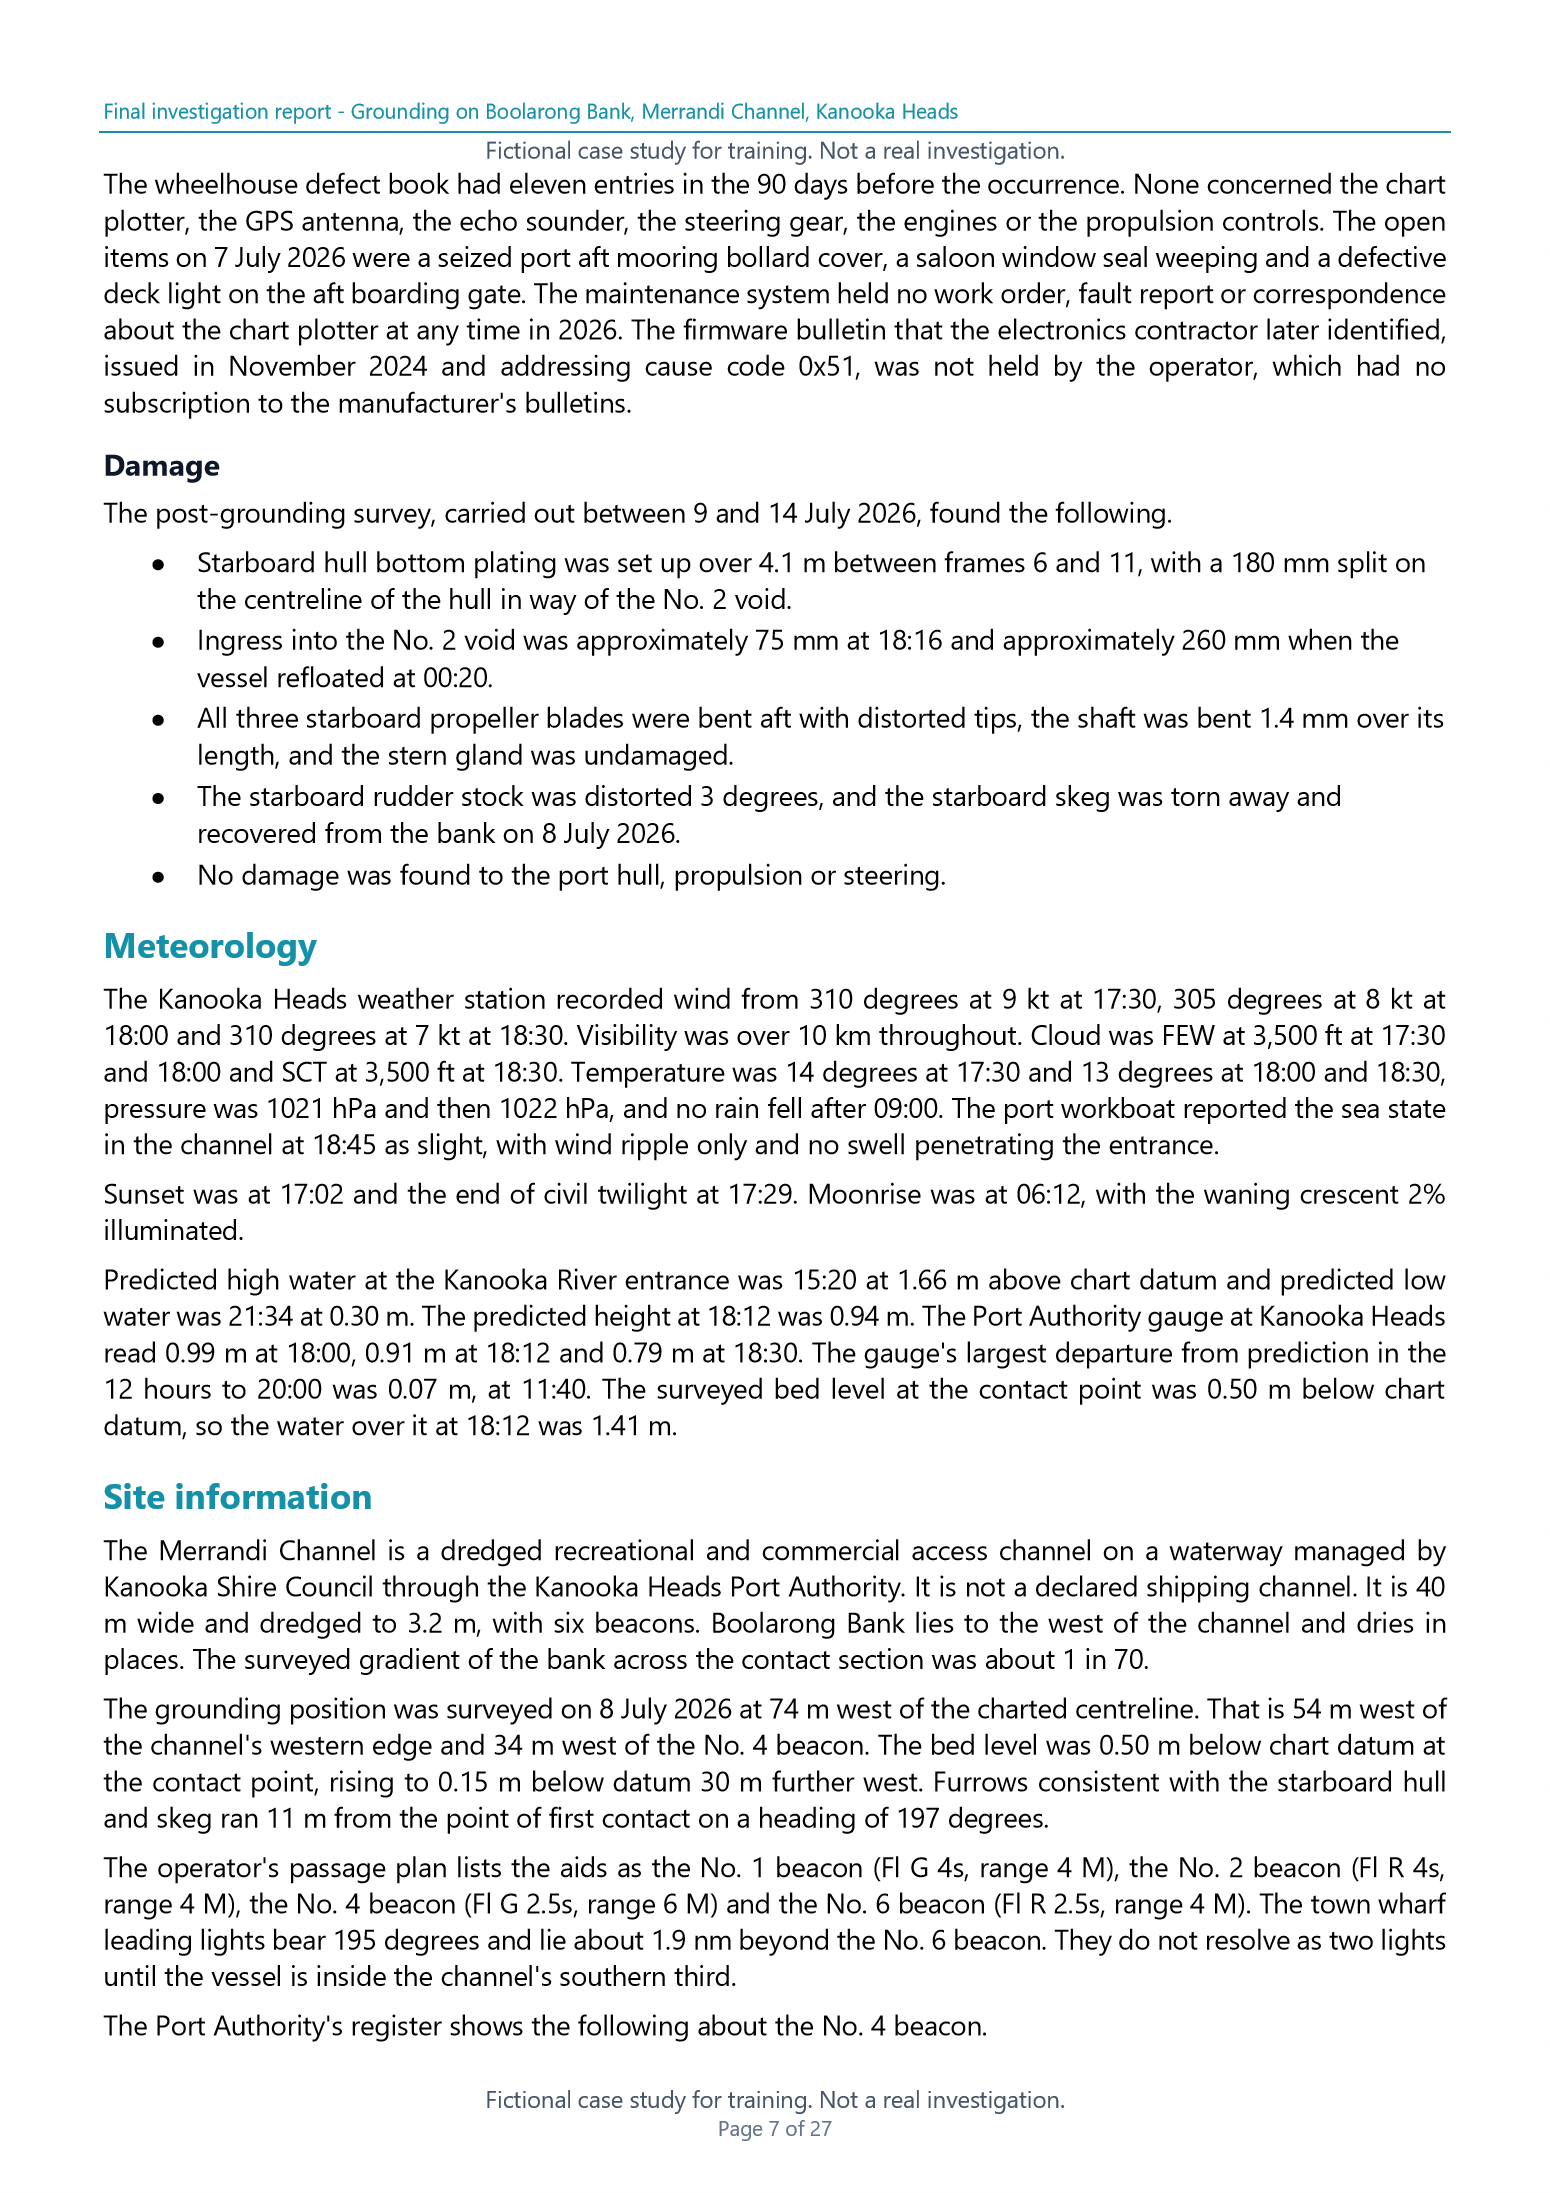 Final investigation report - Grounding on Boolarong Bank, Merrandi Channel, Kanooka Heads
Fictional case study for training. Not a real investigation.
The wheelhouse defect book had eleven entries in the 90 days before the occurrence. None concerned the chart
plotter, the GPS antenna, the echo sounder, the steering gear, the engines or the propulsion controls. The open
items on 7 July 2026 were a seized port aft mooring bollard cover, a saloon window seal weeping and a defective
deck light on the aft boarding gate. The maintenance system held no work order, fault report or correspondence
about the chart plotter at any time in 2026. The firmware bulletin that the electronics contractor later identified,
issued in November 2024 and addressing cause code 0x51, was not held by the operator, which had no
subscription to the manufacturer's bulletins.
Damage
The post-grounding survey, carried out between 9 and 14 July 2026, found the following.
● Starboard hull bottom plating was set up over 4.1 m between frames 6 and 11, with a 180 mm split on
the centreline of the hull in way of the No. 2 void.
● Ingress into the No. 2 void was approximately 75 mm at 18:16 and approximately 260 mm when the
vessel refloated at 00:20.
● All three starboard propeller blades were bent aft with distorted tips, the shaft was bent 1.4 mm over its
length, and the stern gland was undamaged.
● The starboard rudder stock was distorted 3 degrees, and the starboard skeg was torn away and
recovered from the bank on 8 July 2026.
● No damage was found to the port hull, propulsion or steering.
Meteorology
The Kanooka Heads weather station recorded wind from 310 degrees at 9 kt at 17:30, 305 degrees at 8 kt at
18:00 and 310 degrees at 7 kt at 18:30. Visibility was over 10 km throughout. Cloud was FEW at 3,500 ft at 17:30
and 18:00 and SCT at 3,500 ft at 18:30. Temperature was 14 degrees at 17:30 and 13 degrees at 18:00 and 18:30,
pressure was 1021 hPa and then 1022 hPa, and no rain fell after 09:00. The port workboat reported the sea state
in the channel at 18:45 as slight, with wind ripple only and no swell penetrating the entrance.
Sunset was at 17:02 and the end of civil twilight at 17:29. Moonrise was at 06:12, with the waning crescent 2%
illuminated.
Predicted high water at the Kanooka River entrance was 15:20 at 1.66 m above chart datum and predicted low
water was 21:34 at 0.30 m. The predicted height at 18:12 was 0.94 m. The Port Authority gauge at Kanooka Heads
read 0.99 m at 18:00, 0.91 m at 18:12 and 0.79 m at 18:30. The gauge's largest departure from prediction in the
12 hours to 20:00 was 0.07 m, at 11:40. The surveyed bed level at the contact point was 0.50 m below chart
datum, so the water over it at 18:12 was 1.41 m.
Site information
The Merrandi Channel is a dredged recreational and commercial access channel on a waterway managed by
Kanooka Shire Council through the Kanooka Heads Port Authority. It is not a declared shipping channel. It is 40
m wide and dredged to 3.2 m, with six beacons. Boolarong Bank lies to the west of the channel and dries in
places. The surveyed gradient of the bank across the contact section was about 1 in 70.
The grounding position was surveyed on 8 July 2026 at 74 m west of the charted centreline. That is 54 m west of
the channel's western edge and 34 m west of the No. 4 beacon. The bed level was 0.50 m below chart datum at
the contact point, rising to 0.15 m below datum 30 m further west. Furrows consistent with the starboard hull
and skeg ran 11 m from the point of first contact on a heading of 197 degrees.
The operator's passage plan lists the aids as the No. 1 beacon (Fl G 4s, range 4 M), the No. 2 beacon (Fl R 4s,
range 4 M), the No. 4 beacon (Fl G 2.5s, range 6 M) and the No. 6 beacon (Fl R 2.5s, range 4 M). The town wharf
leading lights bear 195 degrees and lie about 1.9 nm beyond the No. 6 beacon. They do not resolve as two lights
until the vessel is inside the channel's southern third.
The Port Authority's register shows the following about the No. 4 beacon.
Fictional case study for training. Not a real investigation.
Page 7 of 27